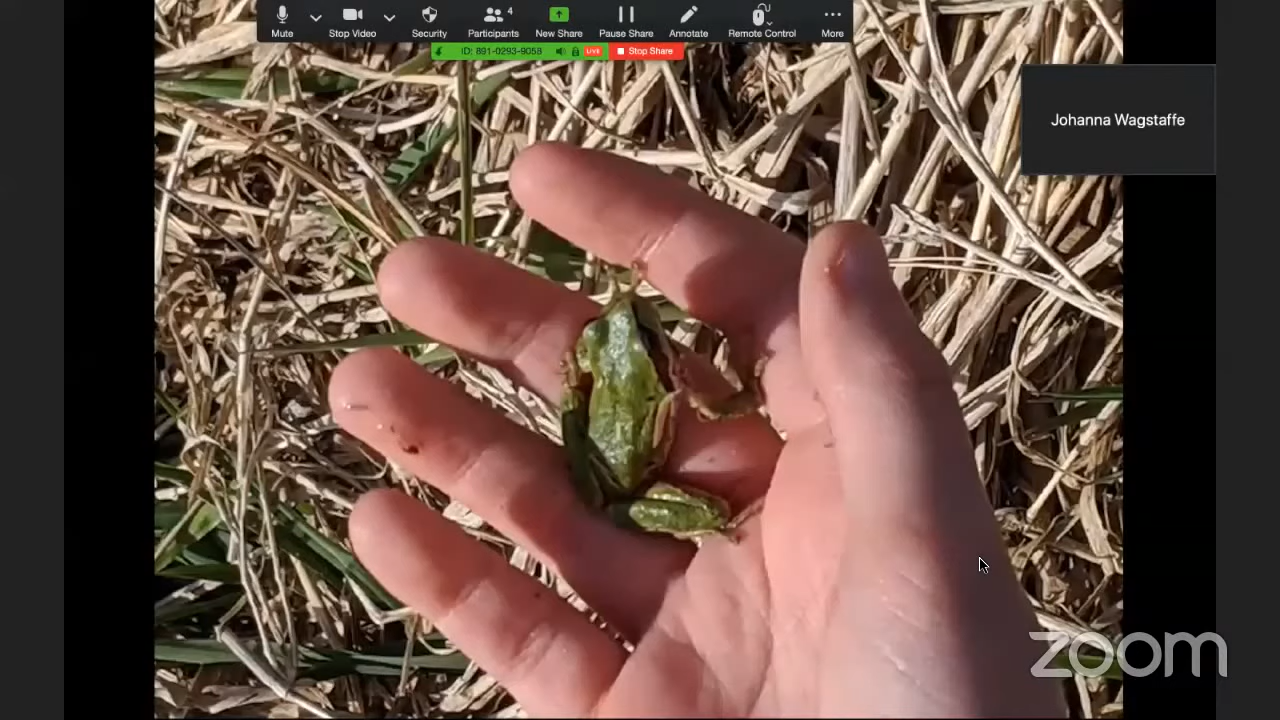 Mute Stop Video Security Participants 4 New Share Pause Share Annotate Remote Control More
ID: 891-0293-9058 LIVE Stop Share
Johanna Wagstaffe
zoom